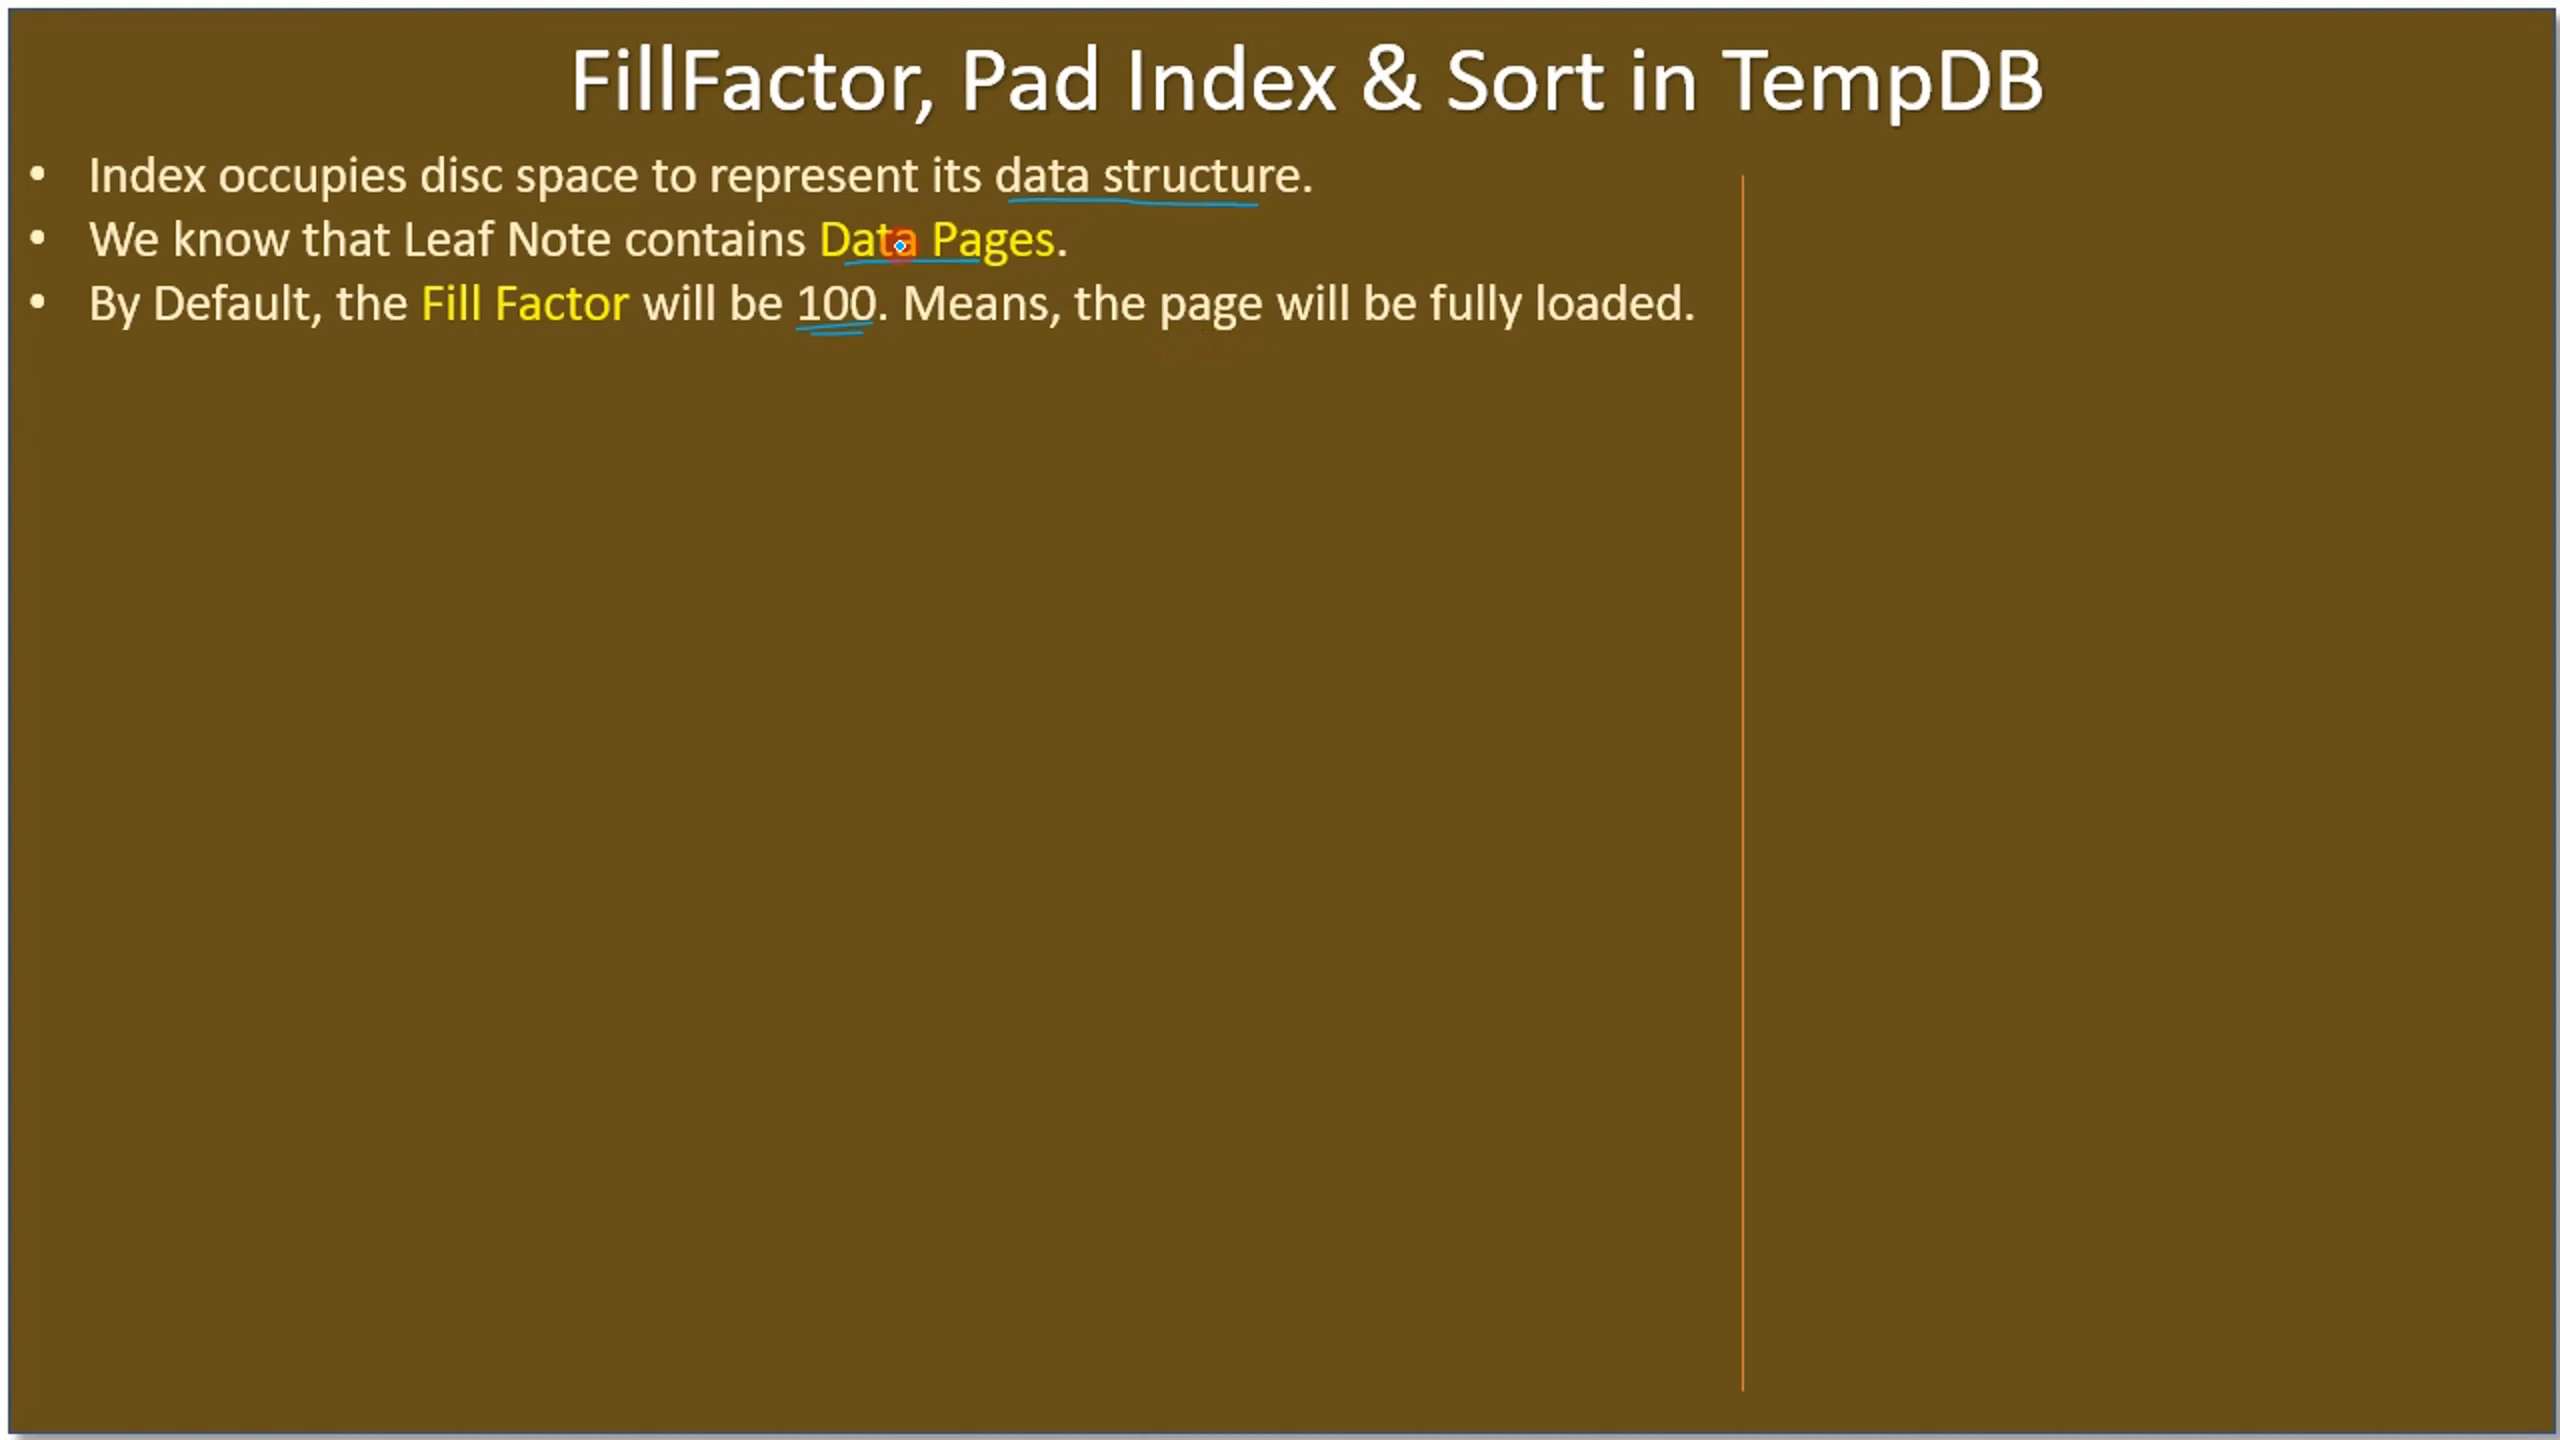 FillFactor, Pad Index & Sort in TempDB
• Index occupies disc space to represent its data structure.
• We know that Leaf Note contains Data Pages.
• By Default, the Fill Factor will be 100. Means, the page will be fully loaded.